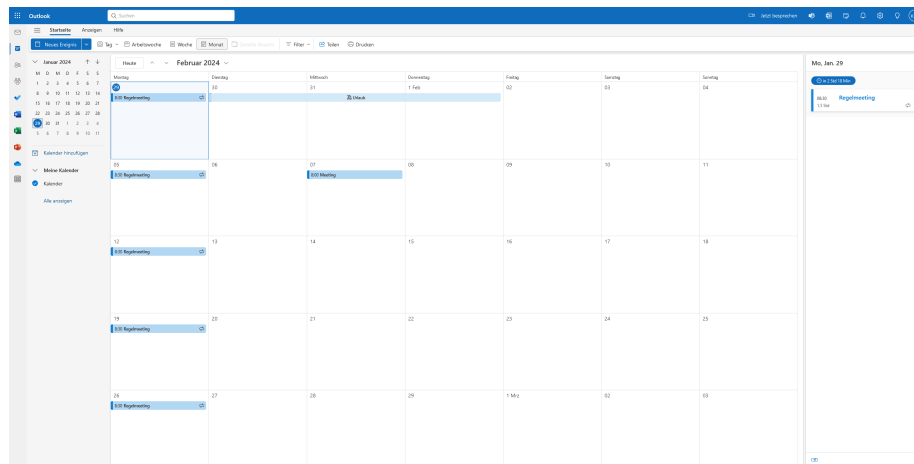 Outlook
Suchen
Jetzt besprechen
Startseite Anzeigen Hilfe
Neues Ereignis Tag Arbeitswoche Woche Monat Filter Teilen Drucken
Januar 2024
M D M D F S S
1 2 3 4 5 6 7
8 9 10 11 12 13 14
15 16 17 18 19 20 21
22 23 24 25 26 27 28
29 30 31 1 2 3 4
5 6 7 8 9 10 11
Kalender hinzufügen
Meine Kalender
Kalender
Alle anzeigen
Heute Februar 2024
Montag Dienstag Mittwoch Donnerstag Freitag Samstag Sonntag
29 30 31 1 Feb 02 03 04
8:30 Regelmeeting Urlaub
05 06 07 08 09 10 11
8:30 Regelmeeting 8:00 Meeting
12 13 14 15 16 17 18
8:30 Regelmeeting
19 20 21 22 23 24 25
8:30 Regelmeeting
26 27 28 29 1 Mrz 02 03
8:30 Regelmeeting
Mo, Jan. 29
in 2 Std 18 Min.
08:30 Regelmeeting